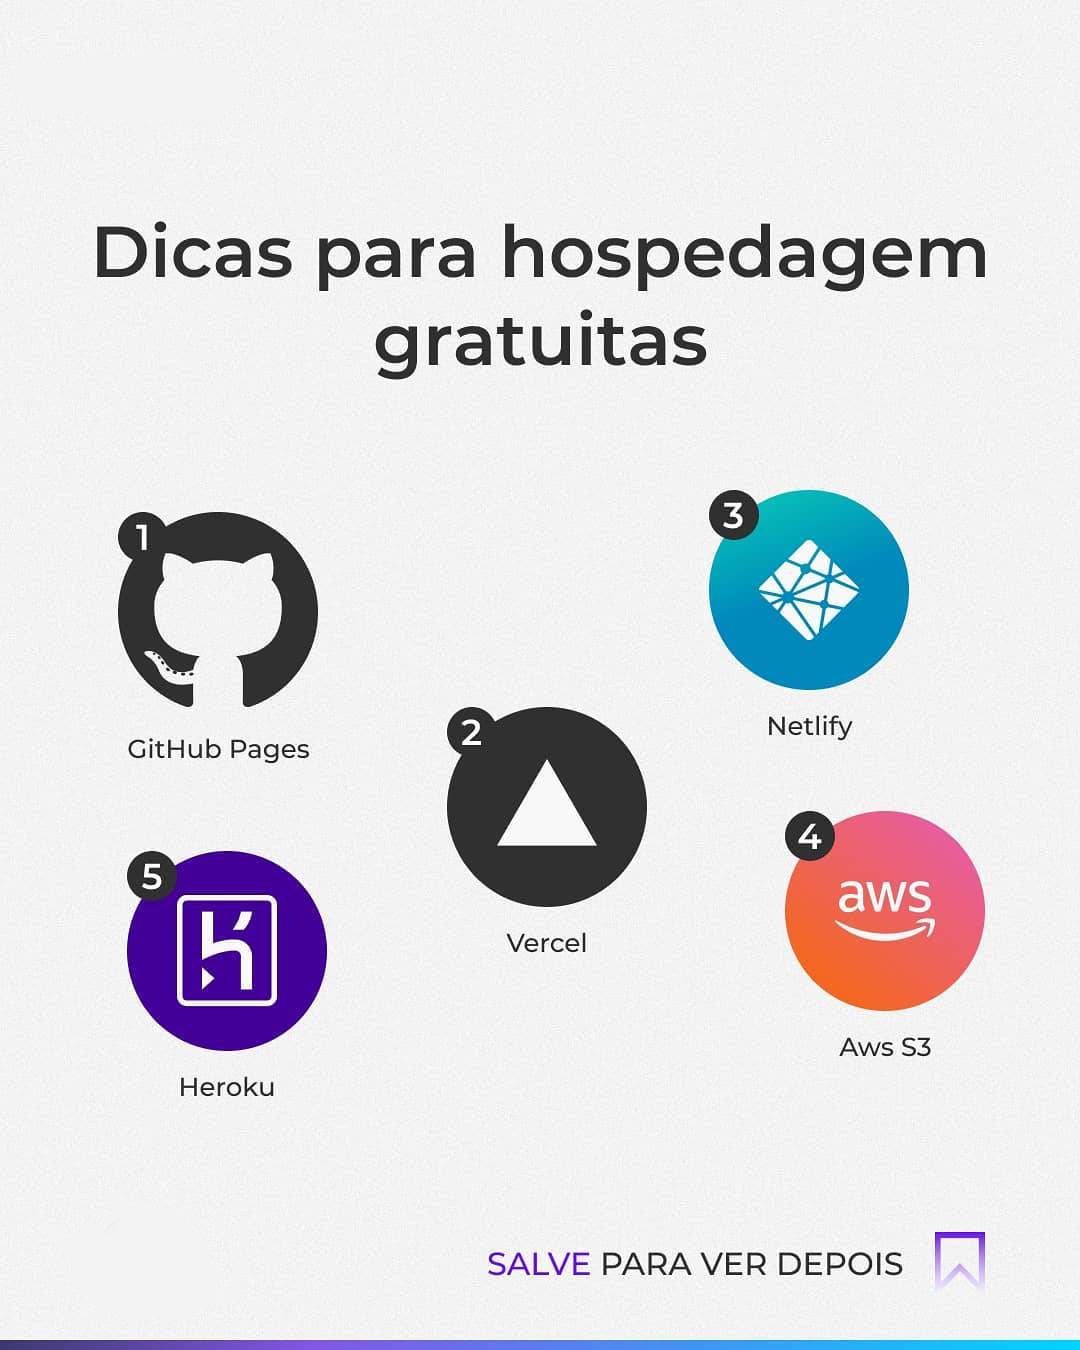 Dicas para hospedagem
gratuitas
1
GitHub Pages
2
Vercel
3
Netlify
4
aws
Aws S3
5
Heroku
SALVE PARA VER DEPOIS